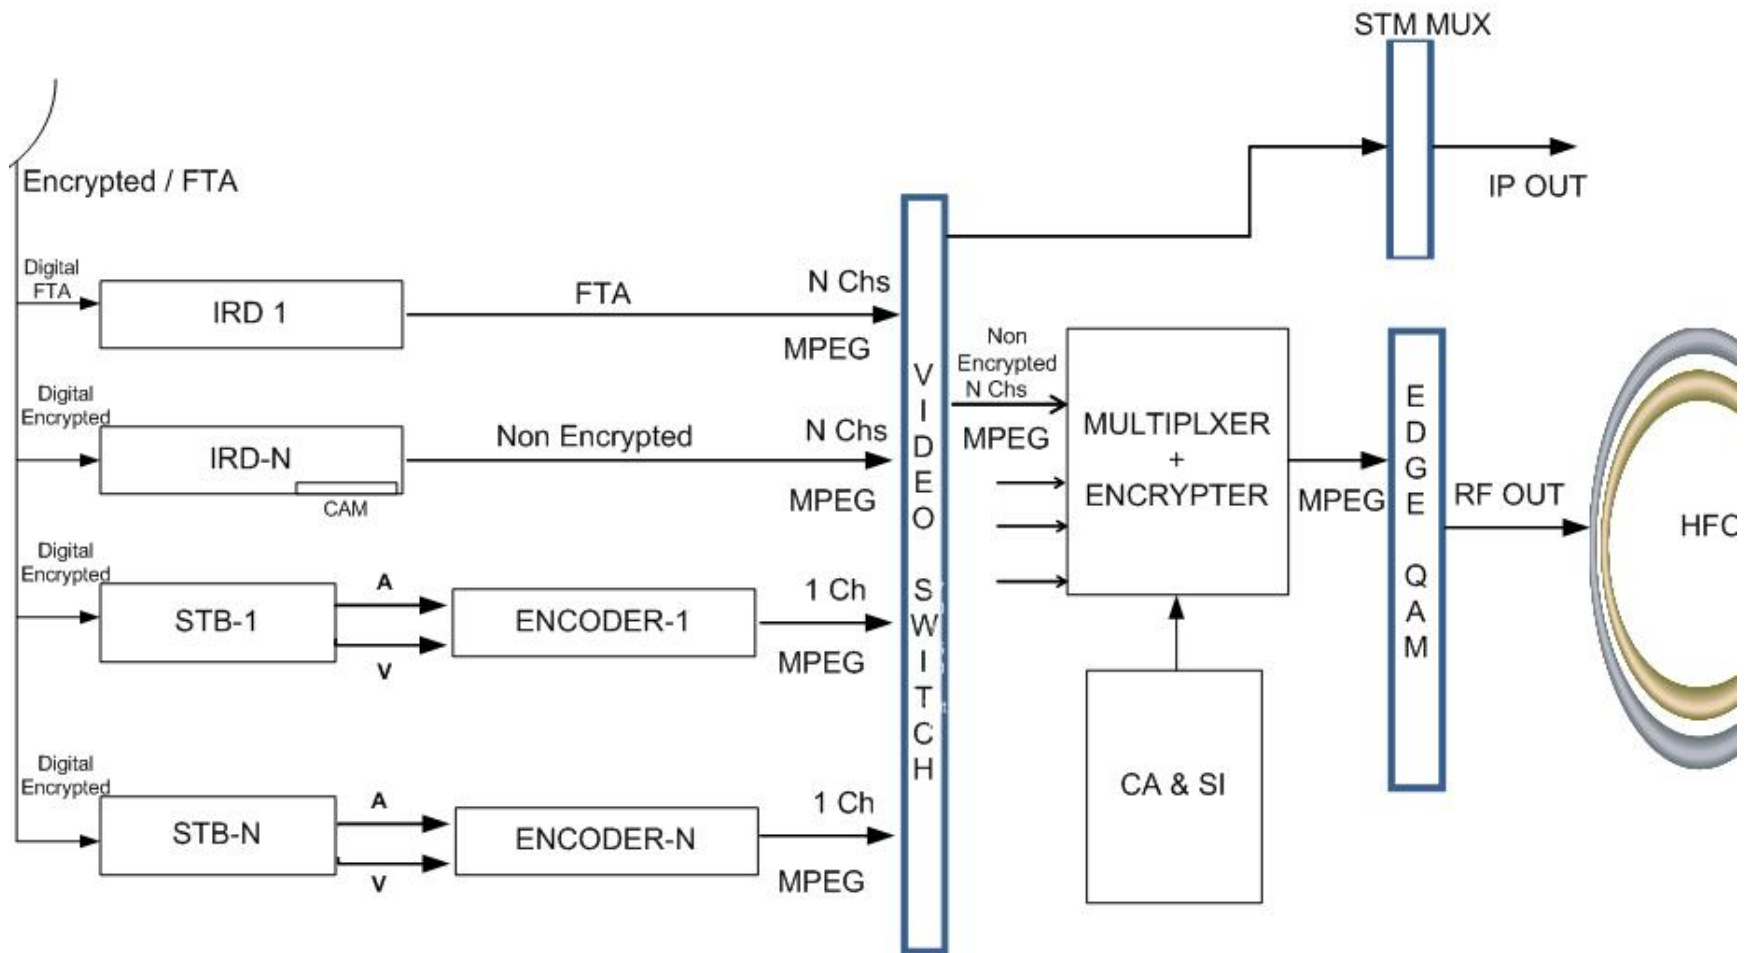 STM MUX
IP OUT
Encrypted / FTA
Digital
FTA
IRD 1
FTA
N Chs
MPEG
Digital
Encrypted
IRD-N
CAM
Non Encrypted
N Chs
MPEG
Digital
Encrypted
STB-1
A
V
ENCODER-1
1 Ch
MPEG
Digital
Encrypted
STB-N
A
V
ENCODER-N
1 Ch
MPEG
VIDEO SWITCH
Non
Encrypted
N Chs
MPEG
MULTIPLXER
+
ENCRYPTER
CA & SI
MPEG
EDGE QAM
RF OUT
HFC